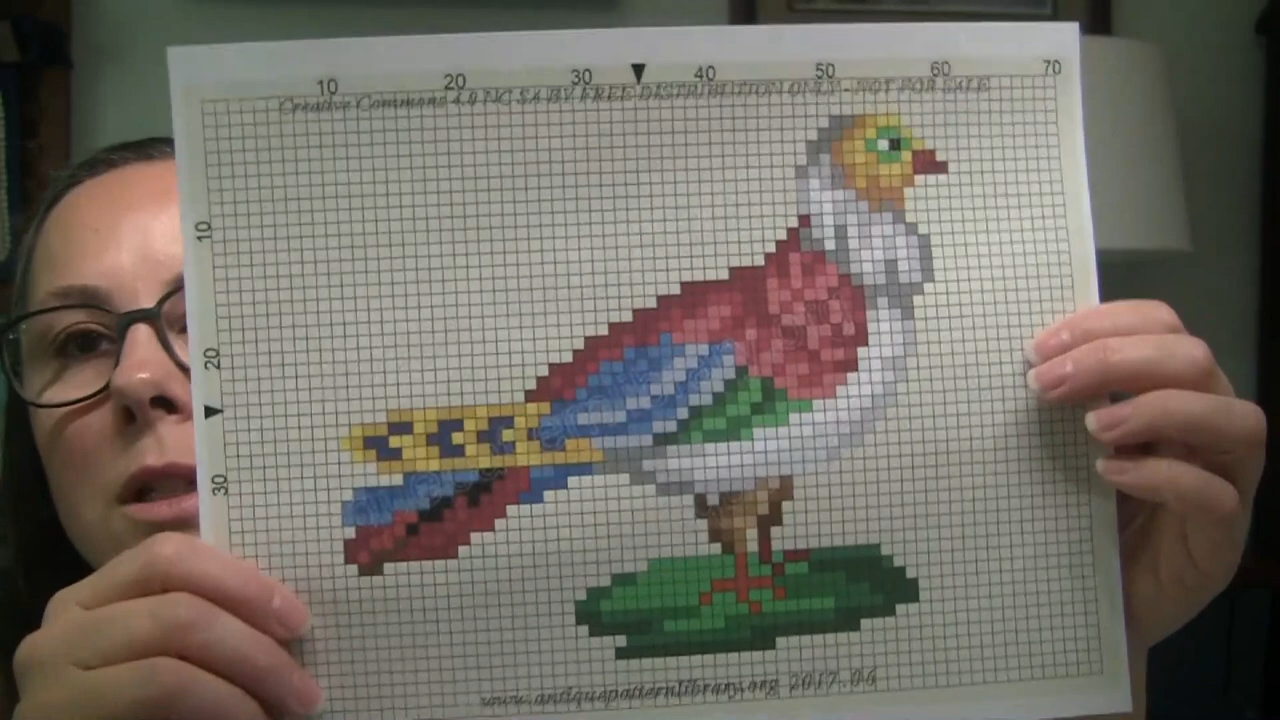 10 20 30 40 50 60 70
Creative Commons 4.0 NC SA BY FREE DISTRIBUTION ONLY - NOT FOR SALE
10
20
30
www.antiquepatternlibrary.org 2017.06